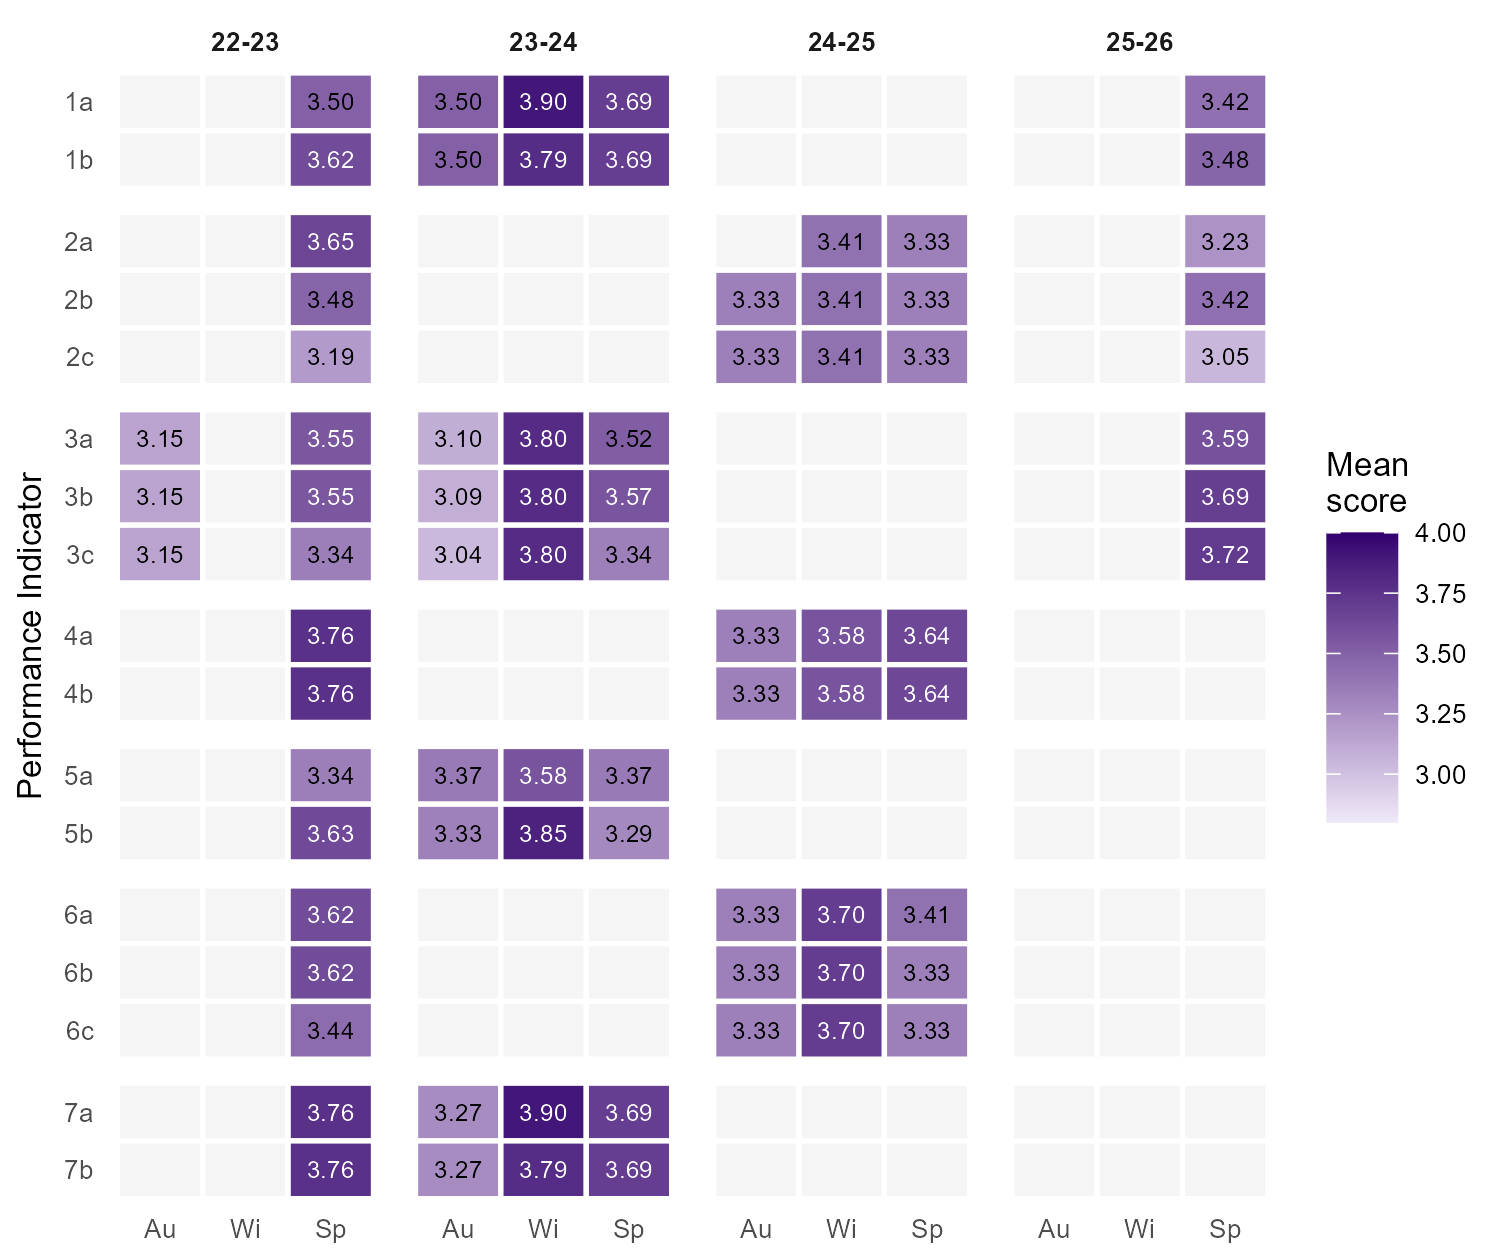 22-23 23-24 24-25 25-26
1a 3.50 3.50 3.90 3.69 3.42
1b 3.62 3.50 3.79 3.69 3.48
2a 3.65 3.41 3.33 3.23
2b 3.48 3.33 3.41 3.33 3.42
2c 3.19 3.33 3.41 3.33 3.05
3a 3.15 3.55 3.10 3.80 3.52 3.59
3b 3.15 3.55 3.09 3.80 3.57 3.69
3c 3.15 3.34 3.04 3.80 3.34 3.72
4a 3.76 3.33 3.58 3.64
4b 3.76 3.33 3.58 3.64
5a 3.34 3.37 3.58 3.37
5b 3.63 3.33 3.85 3.29
6a 3.62 3.33 3.70 3.41
6b 3.62 3.33 3.70 3.33
6c 3.44 3.33 3.70 3.33
7a 3.76 3.27 3.90 3.69
7b 3.76 3.27 3.79 3.69
Au Wi Sp Au Wi Sp Au Wi Sp Au Wi Sp
Performance Indicator
Mean
score
4.00
3.75
3.50
3.25
3.00